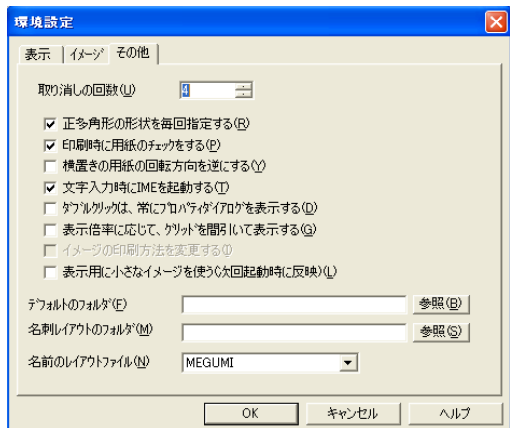 環境設定
表示 イメージ その他
取り消しの回数(U) 4
正多角形の形状を毎回指定する(R)
印刷時に用紙のチェックをする(P)
横置きの用紙の回転方向を逆にする(Y)
文字入力時にIMEを起動する(T)
ダブルクリックは、常にプロパティダイアログを表示する(D)
表示倍率に応じて、グリッドを間引いて表示する(G)
イメージの印刷方法を変更する(I)
表示用に小さなイメージを使う(次回起動時に反映)(L)
デフォルトのフォルダ(F) 参照(B)
名刺レイアウトのフォルダ(M) 参照(S)
名前のレイアウトファイル(N) MEGUMI
OK キャンセル ヘルプ